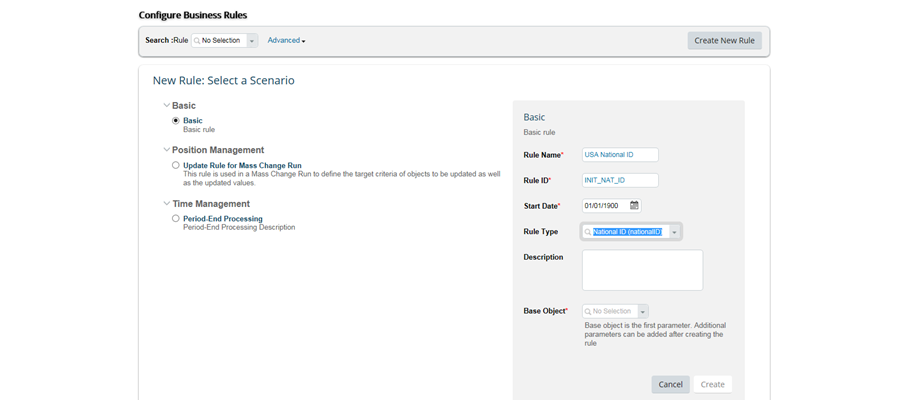 Configure Business Rules
Search :Rule No Selection Advanced
Create New Rule
New Rule: Select a Scenario
Basic
Basic
Basic rule
Position Management
Update Rule for Mass Change Run
This rule is used in a Mass Change Run to define the target criteria of objects to be updated as well
as the updated values.
Time Management
Period-End Processing
Period-End Processing Description
Basic
Basic rule
Rule Name* USA National ID
Rule ID* INIT_NAT_ID
Start Date* 01/01/1900
Rule Type National ID (nationalID)
Description
Base Object* No Selection
Base object is the first parameter. Additional
parameters can be added after creating the
rule
Cancel Create